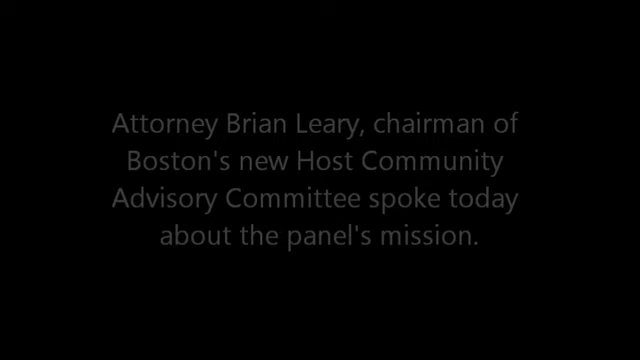 Attorney Brian Leary, chairman of
Boston's new Host Community
Advisory Committee spoke today
about the panel's mission.